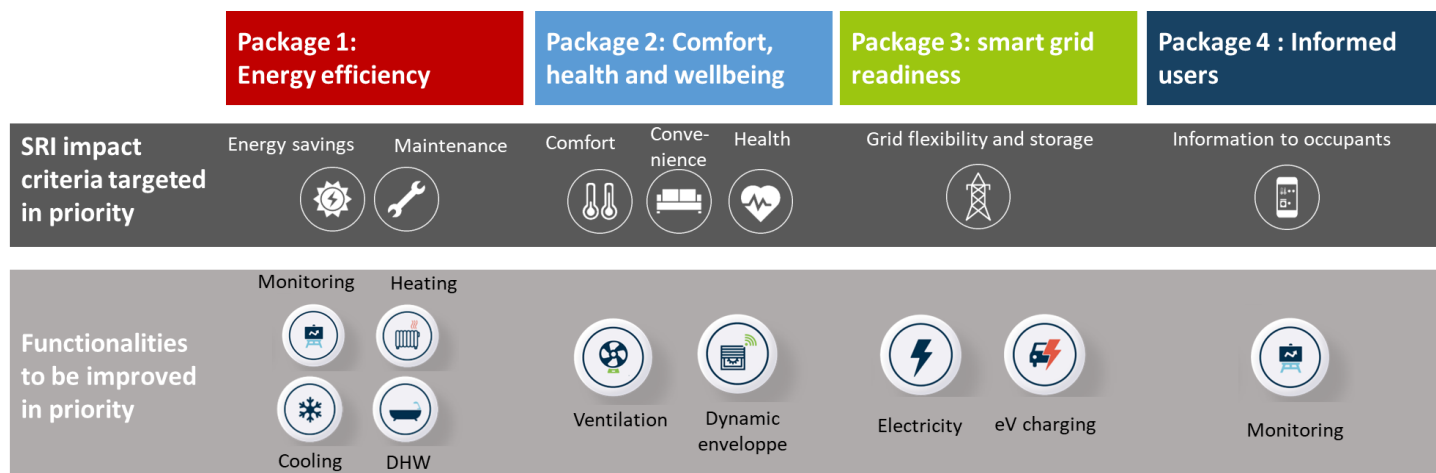 Package 1:
Energy efficiency
Package 2: Comfort,
health and wellbeing
Package 3: smart grid
readiness
Package 4 : Informed
users
SRI impact
criteria targeted
in priority
Energy savings
Maintenance
Comfort
Conve-
nience
Health
Grid flexibility and storage
Information to occupants
Functionalities
to be improved
in priority
Monitoring
Heating
Cooling
DHW
Ventilation
Dynamic
enveloppe
Electricity
eV charging
Monitoring